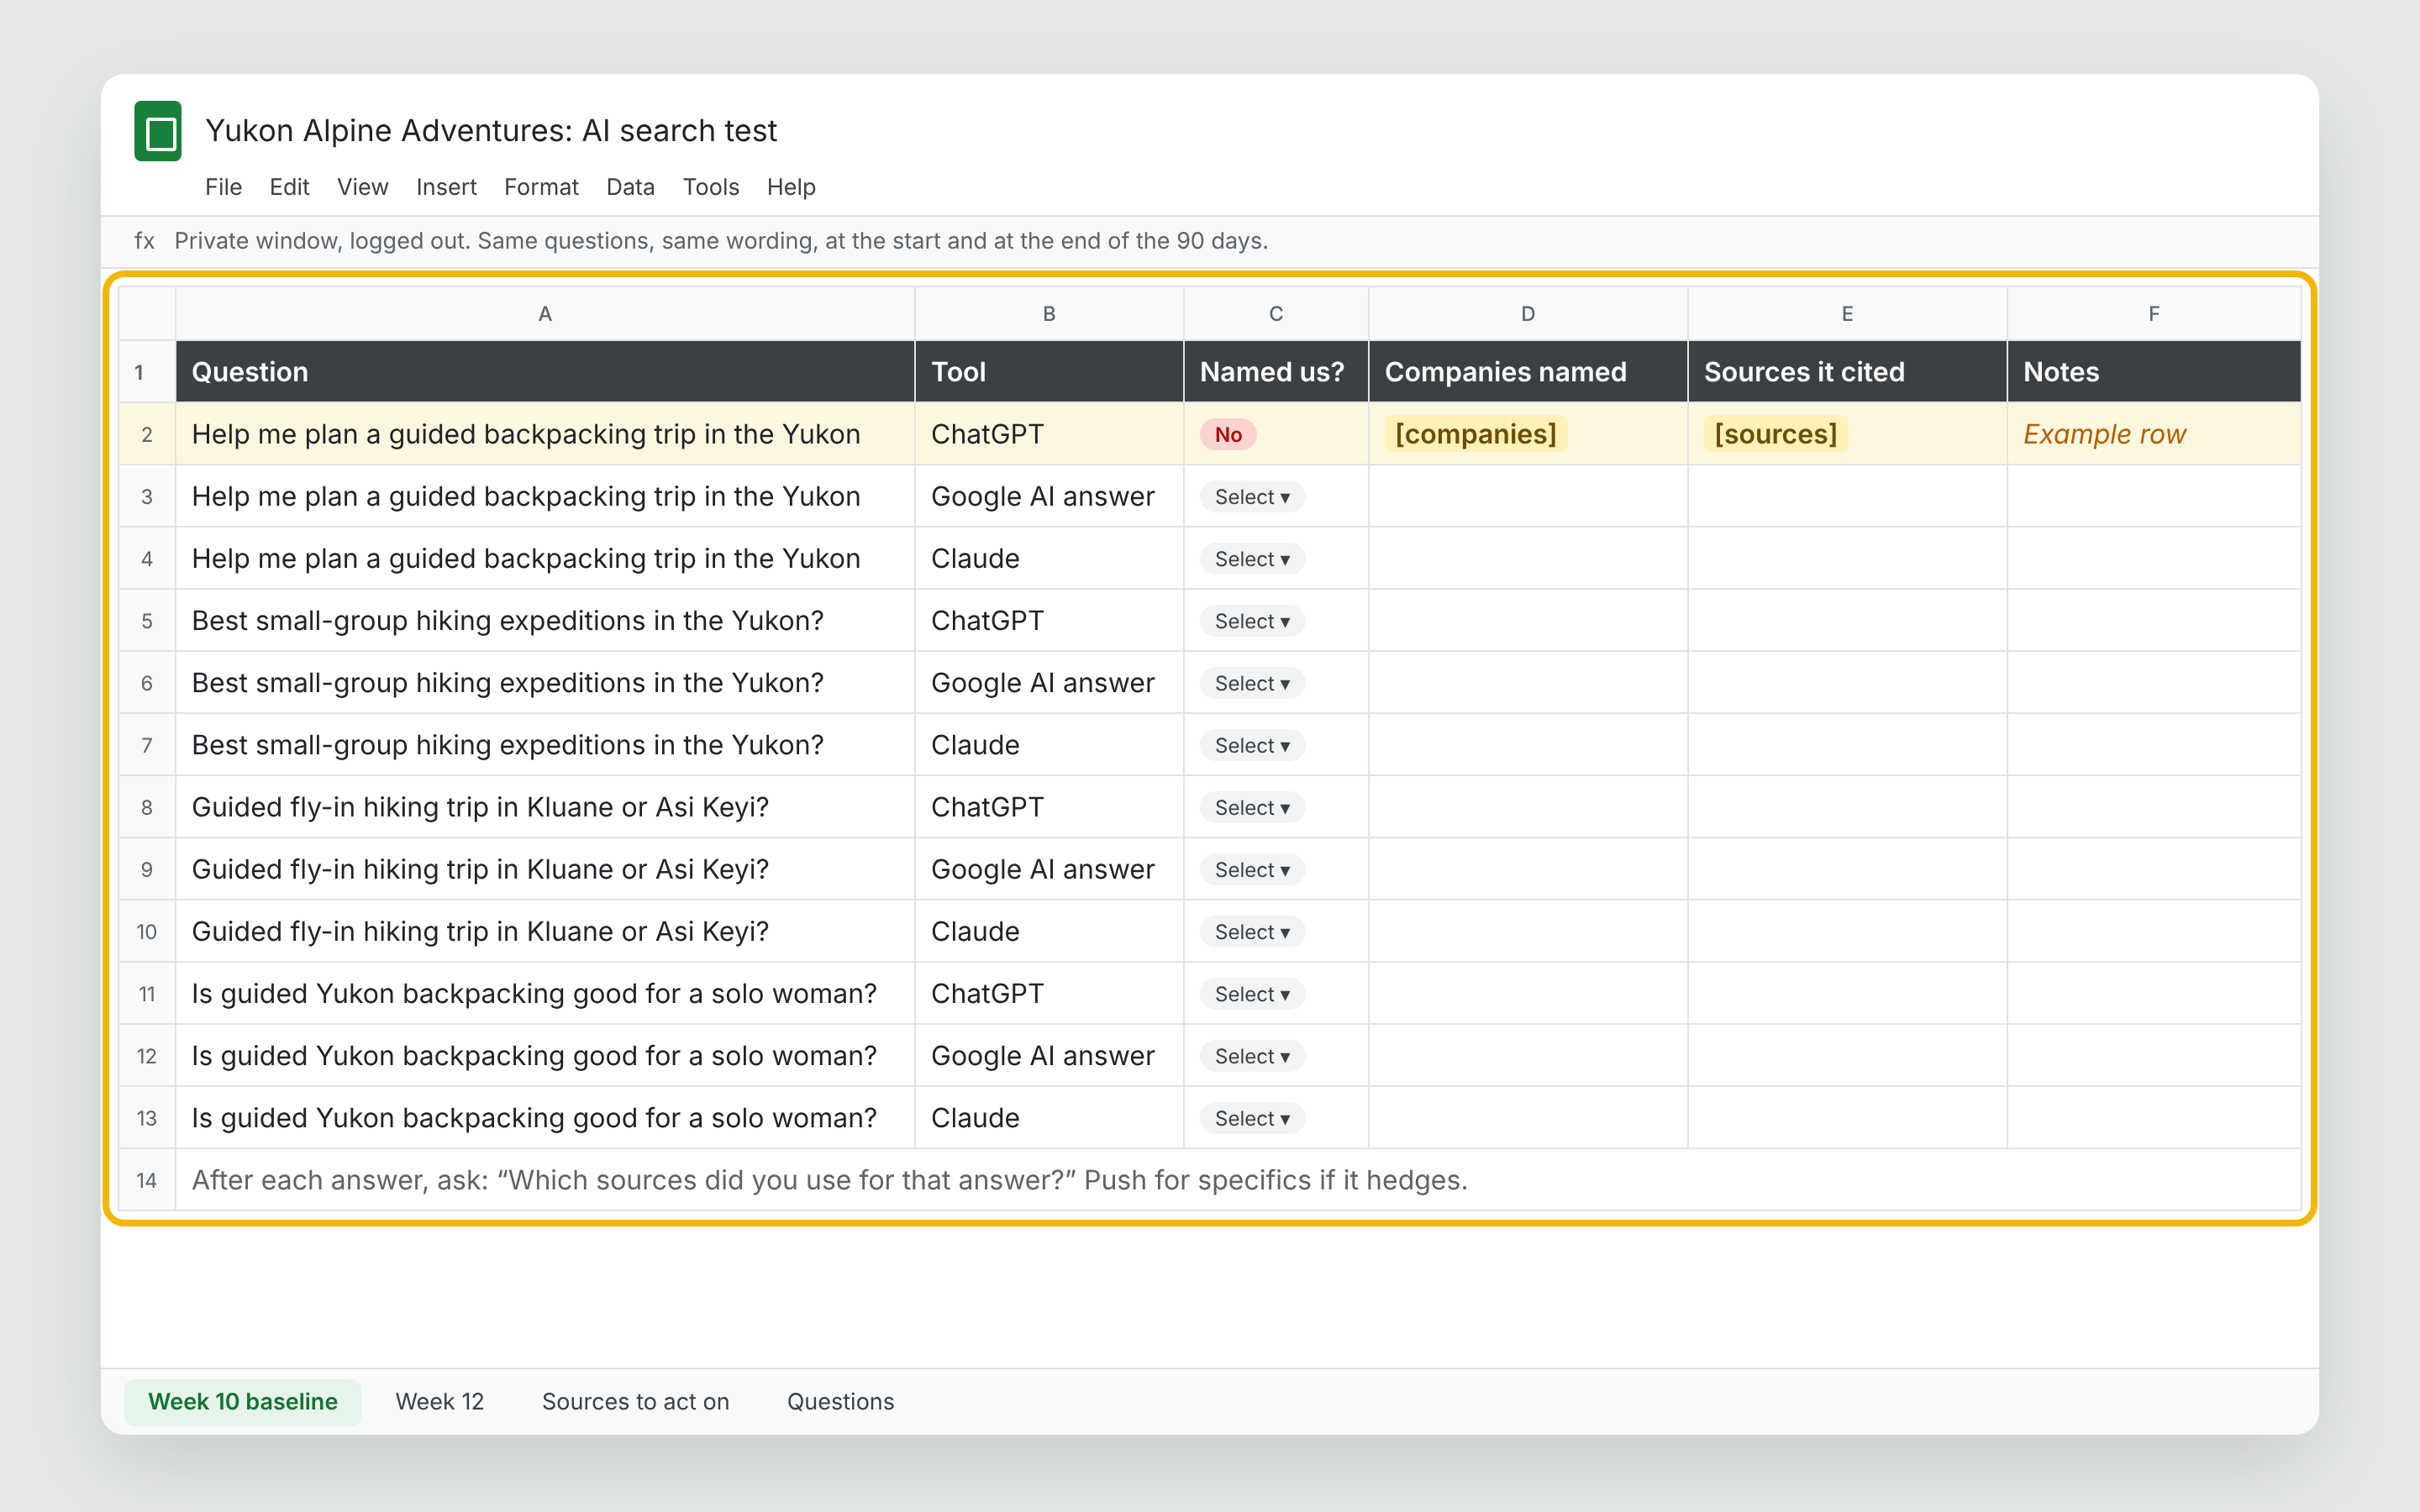 Yukon Alpine Adventures: AI search test
File Edit View Insert Format Data Tools Help
fx Private window, logged out. Same questions, same wording, at the start and at the end of the 90 days.
A B C D E F
1 Question Tool Named us? Companies named Sources it cited Notes
2 Help me plan a guided backpacking trip in the Yukon ChatGPT No [companies] [sources] Example row
3 Help me plan a guided backpacking trip in the Yukon Google AI answer Select ▾
4 Help me plan a guided backpacking trip in the Yukon Claude Select ▾
5 Best small-group hiking expeditions in the Yukon? ChatGPT Select ▾
6 Best small-group hiking expeditions in the Yukon? Google AI answer Select ▾
7 Best small-group hiking expeditions in the Yukon? Claude Select ▾
8 Guided fly-in hiking trip in Kluane or Asi Keyi? ChatGPT Select ▾
9 Guided fly-in hiking trip in Kluane or Asi Keyi? Google AI answer Select ▾
10 Guided fly-in hiking trip in Kluane or Asi Keyi? Claude Select ▾
11 Is guided Yukon backpacking good for a solo woman? ChatGPT Select ▾
12 Is guided Yukon backpacking good for a solo woman? Google AI answer Select ▾
13 Is guided Yukon backpacking good for a solo woman? Claude Select ▾
14 After each answer, ask: “Which sources did you use for that answer?” Push for specifics if it hedges.
Week 10 baseline Week 12 Sources to act on Questions